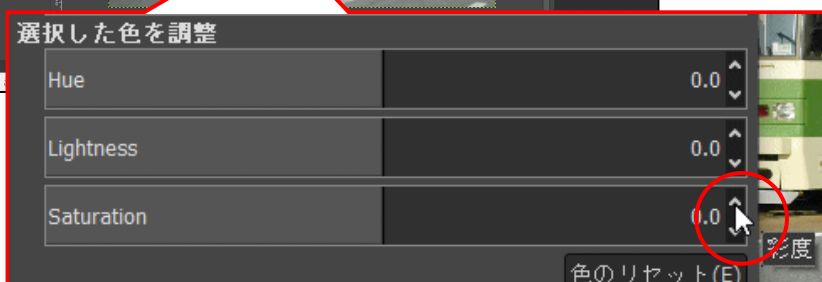 選択した色を調整
Hue 0.0
Lightness 0.0
Saturation 0.0
彩度
色のリセット(E)